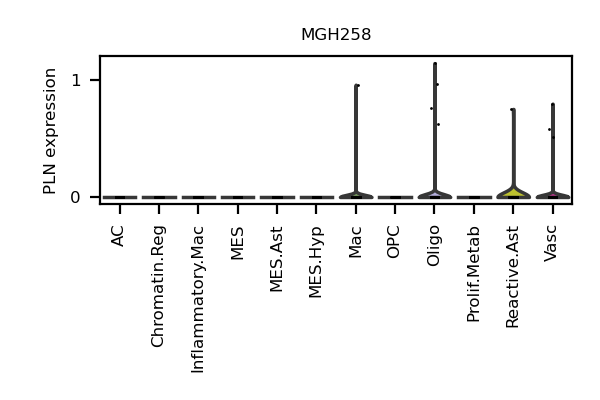 MGH258
PLN expression
1
0
AC
Chromatin.Reg
Inflammatory.Mac
MES
MES.Ast
MES.Hyp
Mac
OPC
Oligo
Prolif.Metab
Reactive.Ast
Vasc